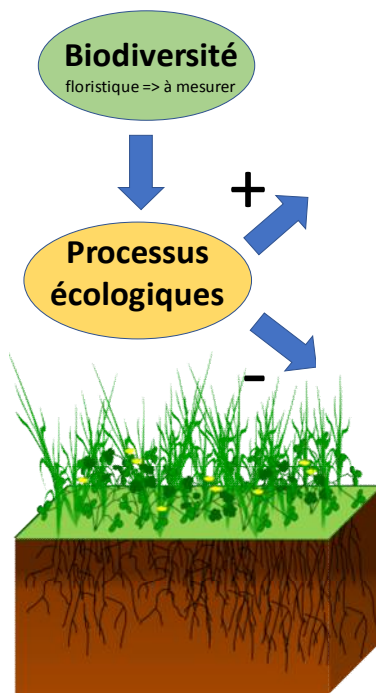 Biodiversité
floristique => à mesurer
+
Processus
écologiques
-